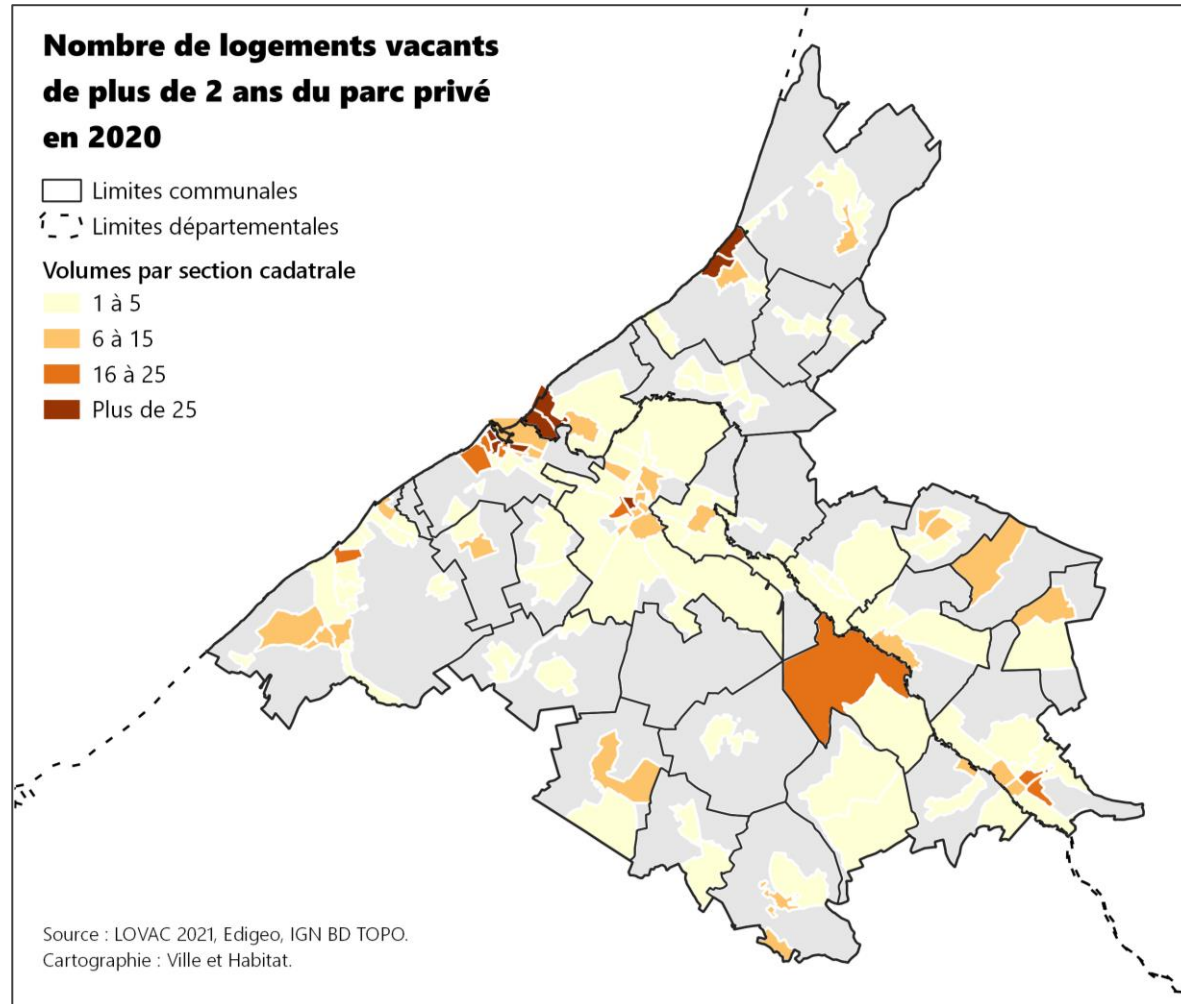 Nombre de logements vacants
de plus de 2 ans du parc privé
en 2020
Limites communales
Limites départementales
Volumes par section cadatrale
1 à 5
6 à 15
16 à 25
Plus de 25
Source : LOVAC 2021, Edigeo, IGN BD TOPO.
Cartographie : Ville et Habitat.